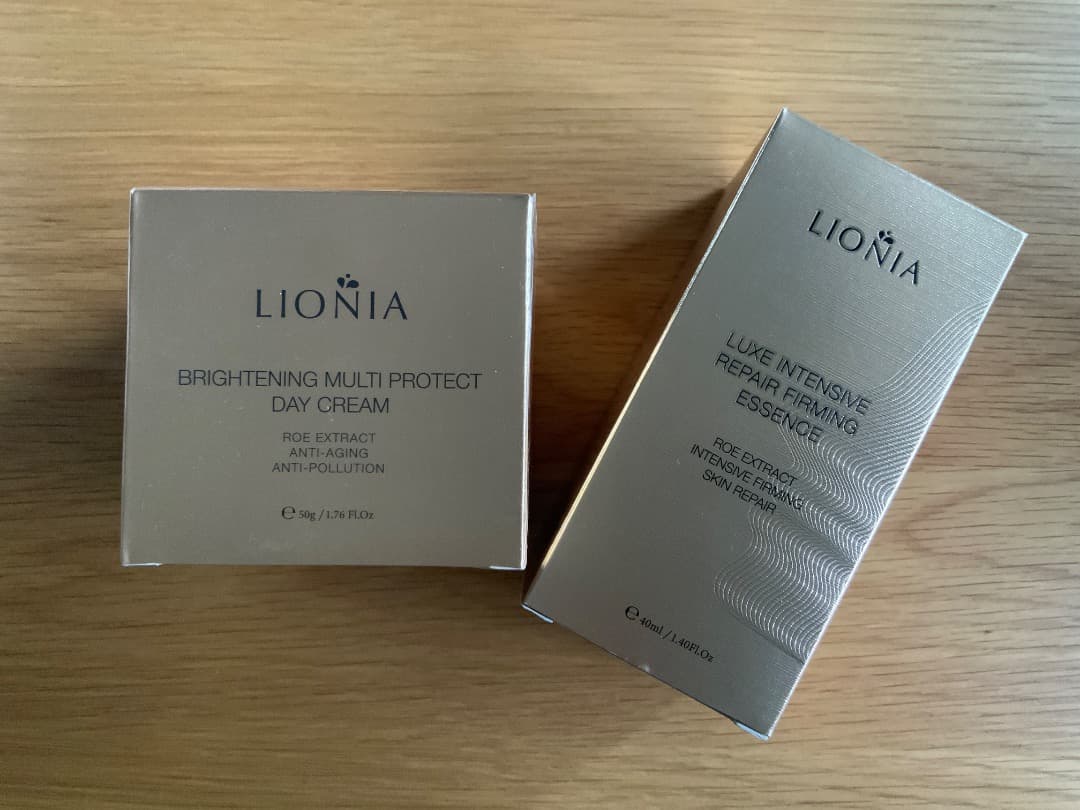 LIONIA
BRIGHTENING MULTI PROTECT
DAY CREAM
ROE EXTRACT
ANTI-AGING
ANTI-POLLUTION
℮ 50g / 1.76 Fl.Oz
LIONIA
LUXE INTENSIVE
REPAIR FIRMING
ESSENCE
ROE EXTRACT
INTENSIVE FIRMING
SKIN REPAIR
℮ 40ml / 1.40Fl.Oz